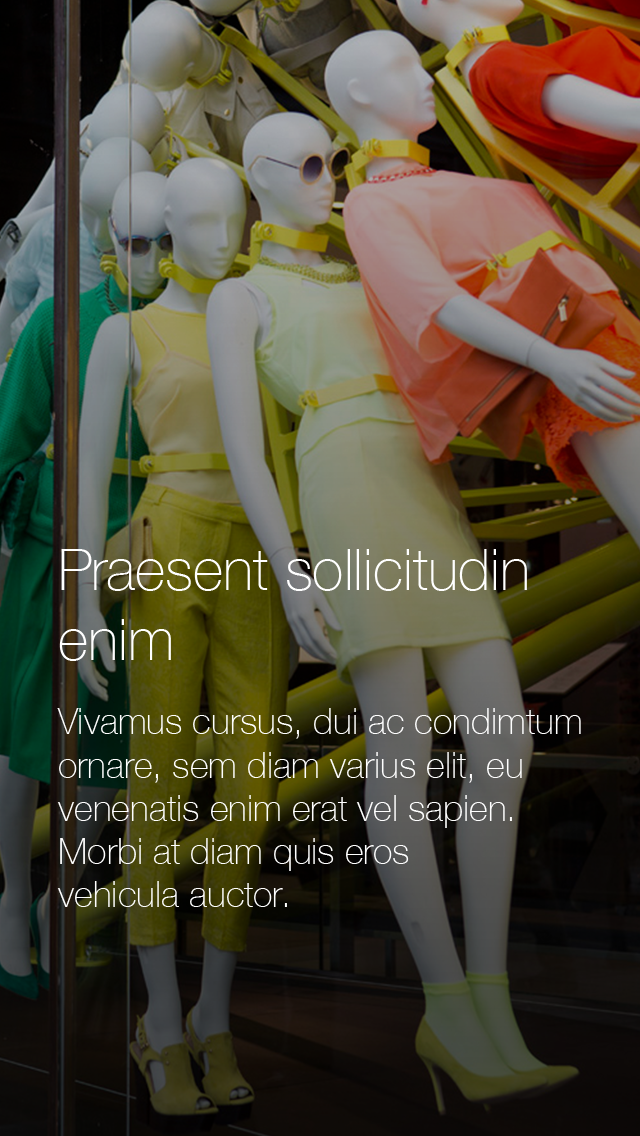 Praesent sollicitudin
enim
Vivamus cursus, dui ac condimtum
ornare, sem diam varius elit, eu
venenatis enim erat vel sapien.
Morbi at diam quis eros
vehicula auctor.